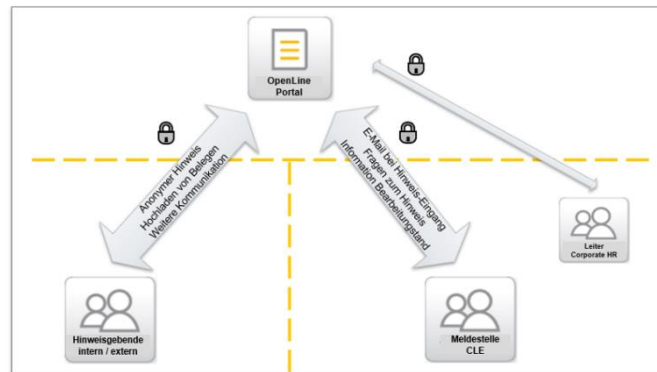 OpenLine
Portal
Anonymer Hinweis
Hochladen von Belegen
Weitere Kommunikation
E-Mail bei Hinweis-Eingang
Fragen zum Hinweis
Information Bearbeitungstand
Leiter
Corporate HR
Hinweisgebende
intern / extern
Meldestelle
CLE